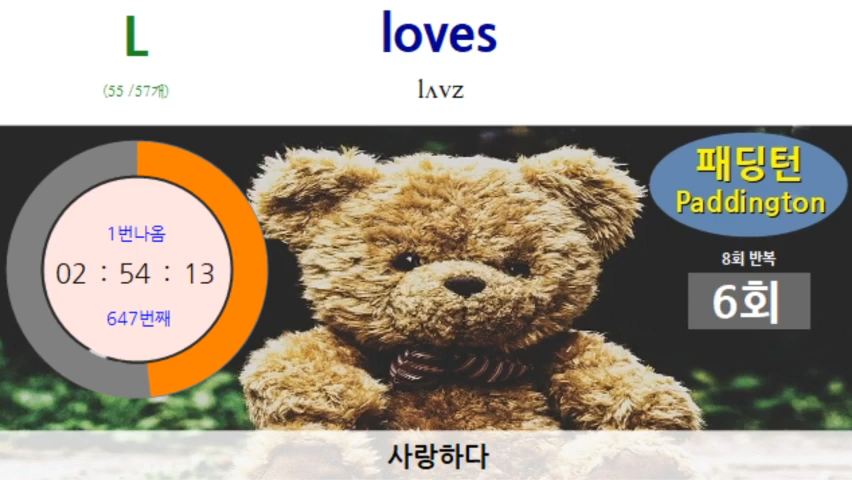 L
loves
(55 /57개)
lʌvz
패딩턴
Paddington
1번나옴
8회 반복
02 : 54 : 13
6회
647번째
사랑하다